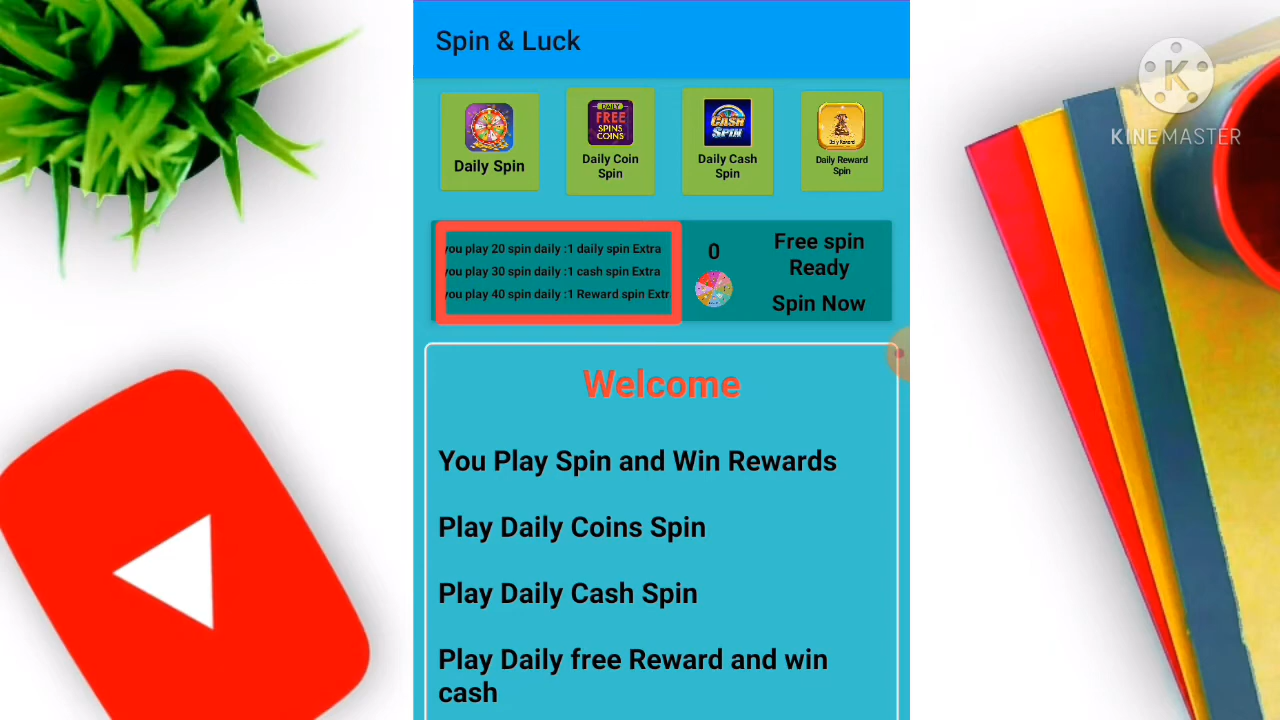 Spin & Luck
KINEMASTER
DAILY
FREE
SPINS
COINS
CASH
SPIN
Daily Reward
Daily Spin
Daily Coin
Spin
Daily Cash
Spin
Daily Reward
Spin
you play 20 spin daily :1 daily spin Extra
you play 30 spin daily :1 cash spin Extra
you play 40 spin daily :1 Reward spin Extr
0
Free spin
Ready
Spin Now
Welcome
You Play Spin and Win Rewards
Play Daily Coins Spin
Play Daily Cash Spin
Play Daily free Reward and win
cash